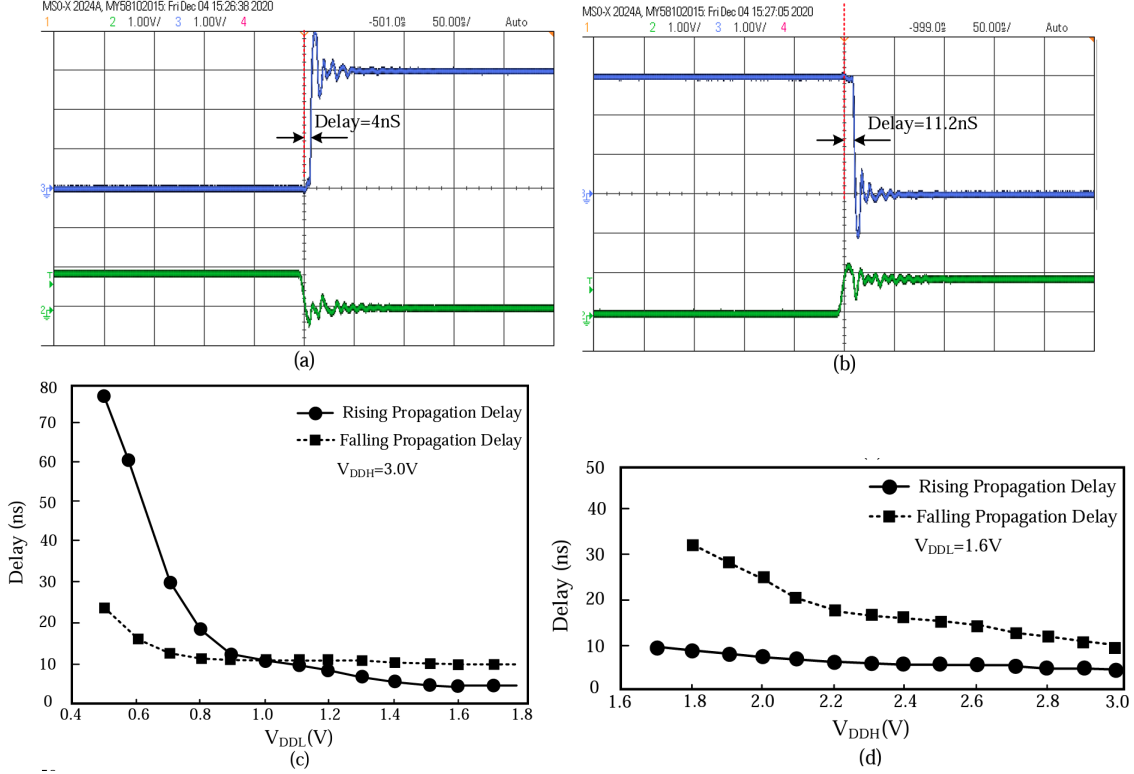 MS0-X 2024A, MY58102015: Fri Dec 04 15:26:38 2020
1 2 1.00V/ 3 1.00V/ 4 -501.0ns 50.00ns/ Auto
Delay=4nS
3
T
2
(a)
MS0-X 2024A, MY58102015: Fri Dec 04 15:27:05 2020
1 2 1.00V/ 3 1.00V/ 4 -999.0ns 50.00ns/ Auto
Delay=11.2nS
3
T
2
(b)
80
70
60
50
40
30
20
10
0
Delay (ns)
Rising Propagation Delay
Falling Propagation Delay
VDDH=3.0V
0.4 0.6 0.8 1.0 1.2 1.4 1.6 1.8
VDDL(V)
(c)
50
40
30
20
10
0
Delay (ns)
Rising Propagation Delay
Falling Propagation Delay
VDDL=1.6V
1.6 1.8 2.0 2.2 2.4 2.6 2.8 3.0
VDDH(V)
(d)